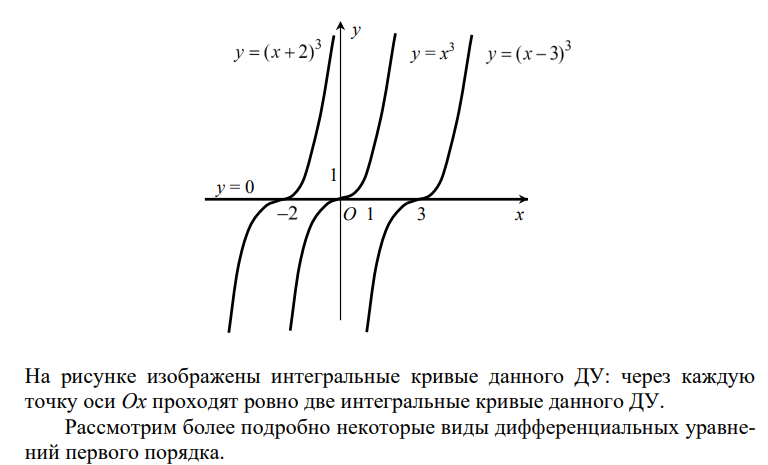 y
y = (x + 2)³ y = x³ y = (x – 3)³
1
y = 0
–2 O 1 3 x
На рисунке изображены интегральные кривые данного ДУ: через каждую
точку оси Ox проходят ровно две интегральные кривые данного ДУ.
Рассмотрим более подробно некоторые виды дифференциальных уравне-
ний первого порядка.